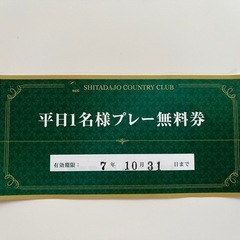 SHITADAJO COUNTRY CLUB
平日1名様プレー無料券
有効期限： 7 年 10 月 31 日まで